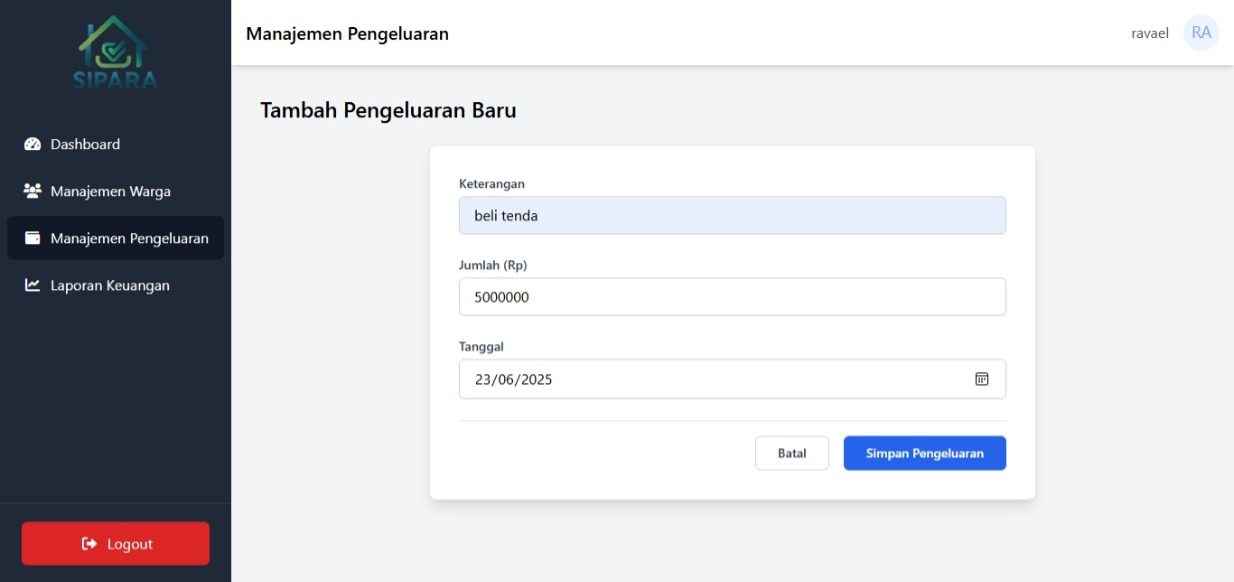 SIPARA
Dashboard
Manajemen Warga
Manajemen Pengeluaran
Laporan Keuangan
Logout
Manajemen Pengeluaran
ravael RA
Tambah Pengeluaran Baru
Keterangan
beli tenda
Jumlah (Rp)
5000000
Tanggal
23/06/2025
Batal Simpan Pengeluaran